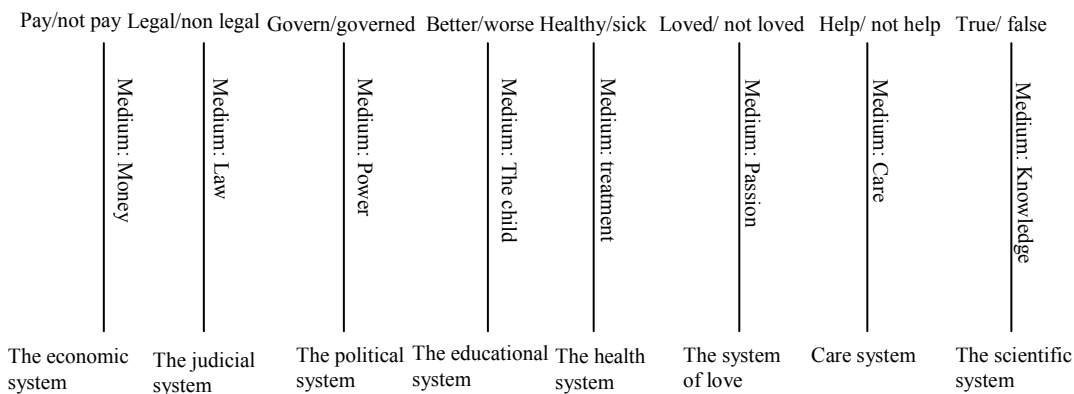 Pay/not pay Legal/non legal Govern/governed Better/worse Healthy/sick Loved/ not loved Help/ not help True/ false
Medium: Money
Medium: Law
Medium: Power
Medium: The child
Medium: treatment
Medium: Passion
Medium: Care
Medium: Knowledge
The economic
system
The judicial
system
The political
system
The educational
system
The health
system
The system
of love
Care system
The scientific
system